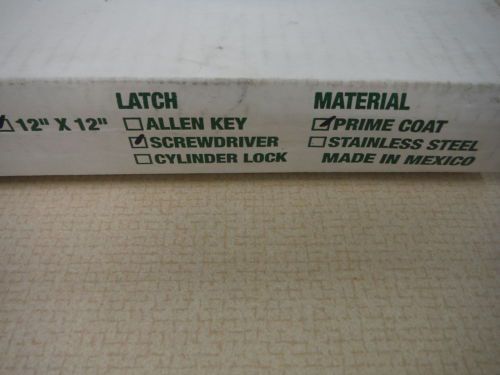 LATCH MATERIAL
12" X 12" ALLEN KEY PRIME COAT
SCREWDRIVER STAINLESS STEEL
CYLINDER LOCK MADE IN MEXICO